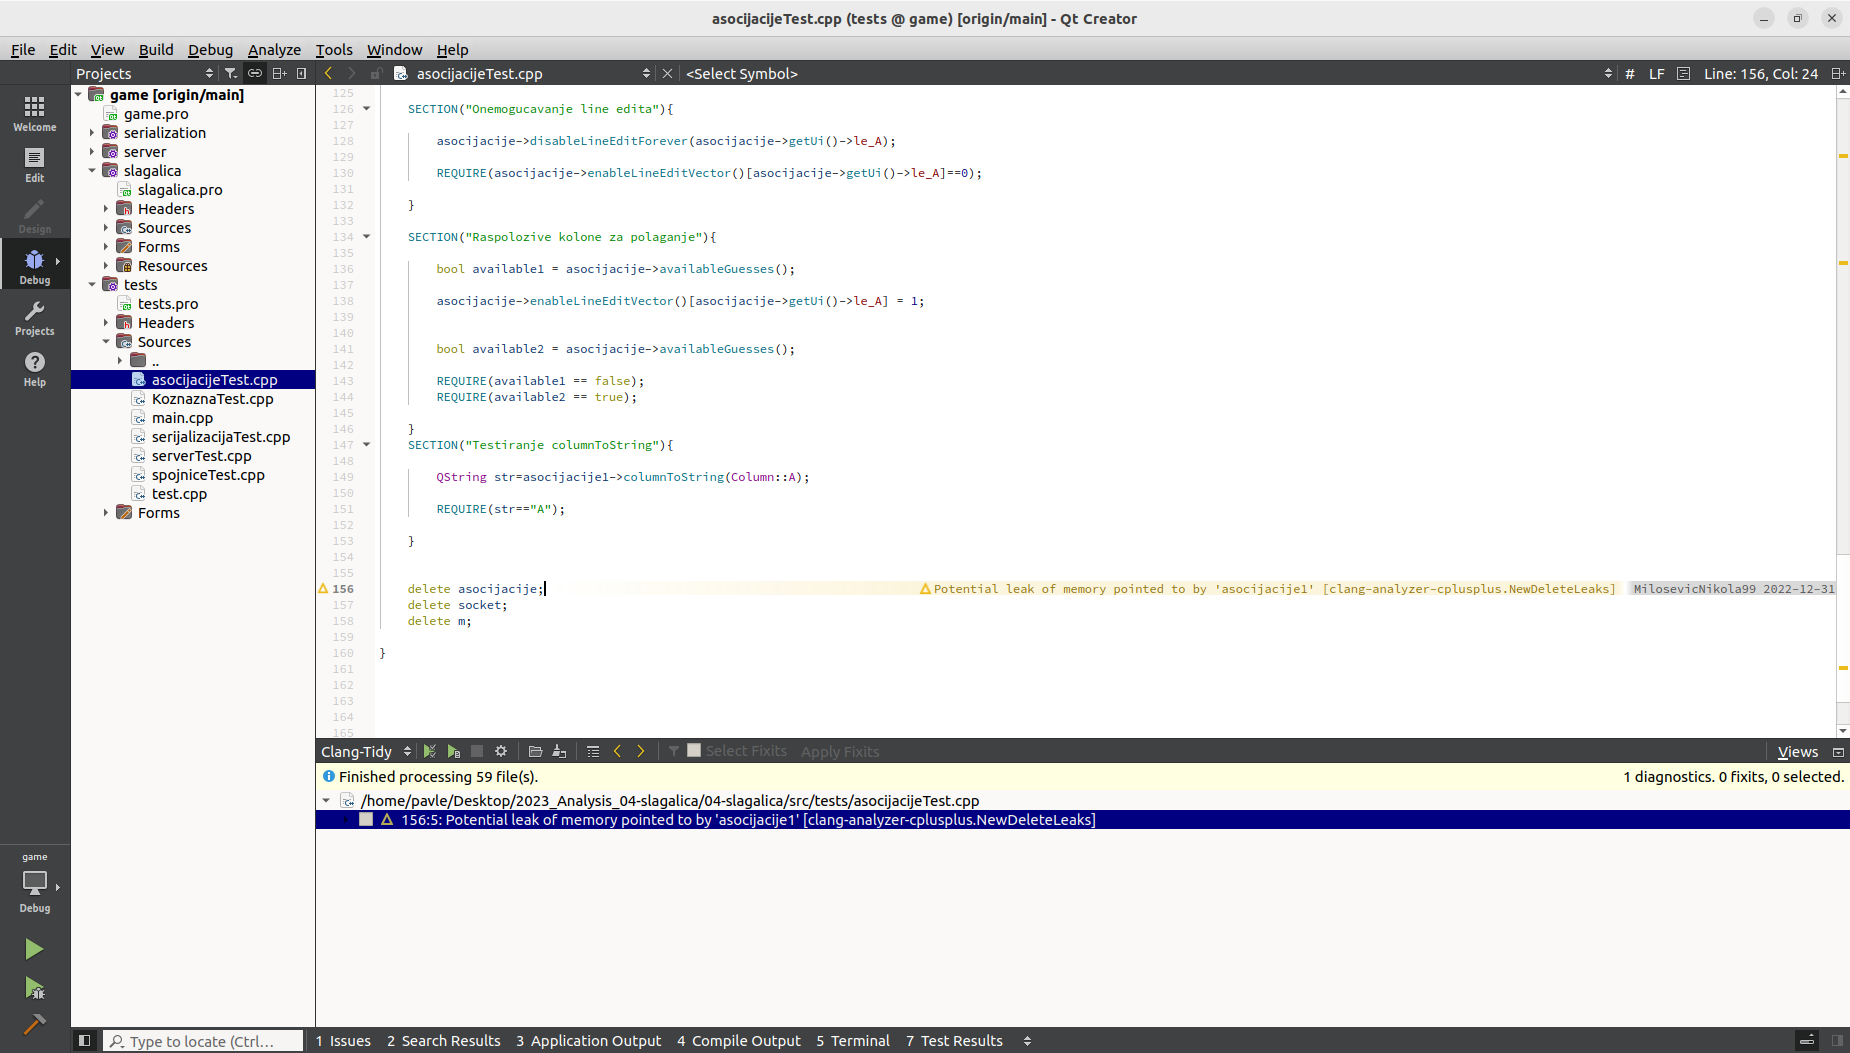 asocijacijeTest.cpp (tests @ game) [origin/main] - Qt Creator
File Edit View Build Debug Analyze Tools Window Help
Projects
asocijacijeTest.cpp
<Select Symbol>
# LF Line: 156, Col: 24
Welcome
Edit
Design
Debug
Projects
Help
game [origin/main]
game.pro
serialization
server
slagalica
slagalica.pro
Headers
Sources
Forms
Resources
tests
tests.pro
Headers
Sources
..
asocijacijeTest.cpp
KoznaznaTest.cpp
main.cpp
serijalizacijaTest.cpp
serverTest.cpp
spojniceTest.cpp
test.cpp
Forms
125
126 SECTION("Onemogucavanje line edita"){
127
128 asocijacije->disableLineEditForever(asocijacije->getUi()->le_A);
129
130 REQUIRE(asocijacije->enableLineEditVector()[asocijacije->getUi()->le_A]==0);
131
132 }
133
134 SECTION("Raspolozive kolone za polaganje"){
135
136 bool available1 = asocijacije->availableGuesses();
137
138 asocijacije->enableLineEditVector()[asocijacije->getUi()->le_A] = 1;
139
140
141 bool available2 = asocijacije->availableGuesses();
142
143 REQUIRE(available1 == false);
144 REQUIRE(available2 == true);
145
146 }
147 SECTION("Testiranje columnToString"){
148
149 QString str=asocijacije1->columnToString(Column::A);
150
151 REQUIRE(str=="A");
152
153 }
154
155
156 delete asocijacije; Potential leak of memory pointed to by 'asocijacije1' [clang-analyzer-cplusplus.NewDeleteLeaks] MilosevicNikola99 2022-12-31
157 delete socket;
158 delete m;
159
160 }
161
162
163
164
165
Clang-Tidy Select Fixits Apply Fixits Views
Finished processing 59 file(s). 1 diagnostics. 0 fixits, 0 selected.
/home/pavle/Desktop/2023_Analysis_04-slagalica/04-slagalica/src/tests/asocijacijeTest.cpp
156:5: Potential leak of memory pointed to by 'asocijacije1' [clang-analyzer-cplusplus.NewDeleteLeaks]
game
Debug
Type to locate (Ctrl...
1 Issues 2 Search Results 3 Application Output 4 Compile Output 5 Terminal 7 Test Results